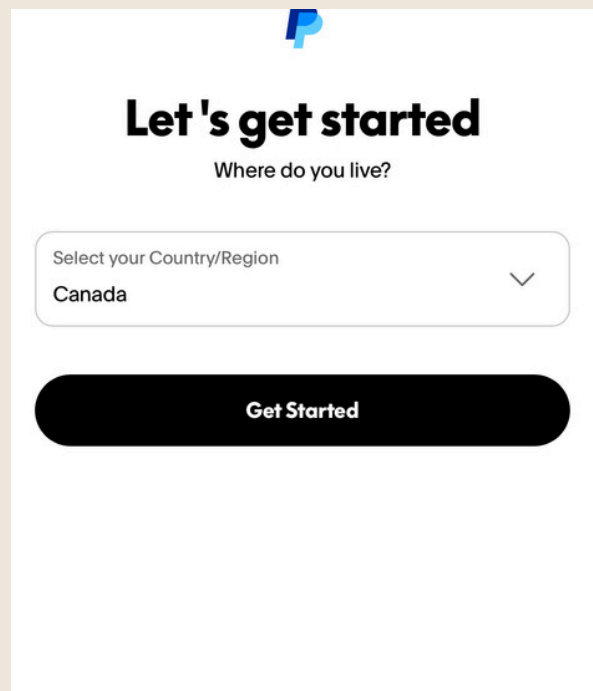 Let 's get started
Where do you live?
Select your Country/Region
Canada
Get Started